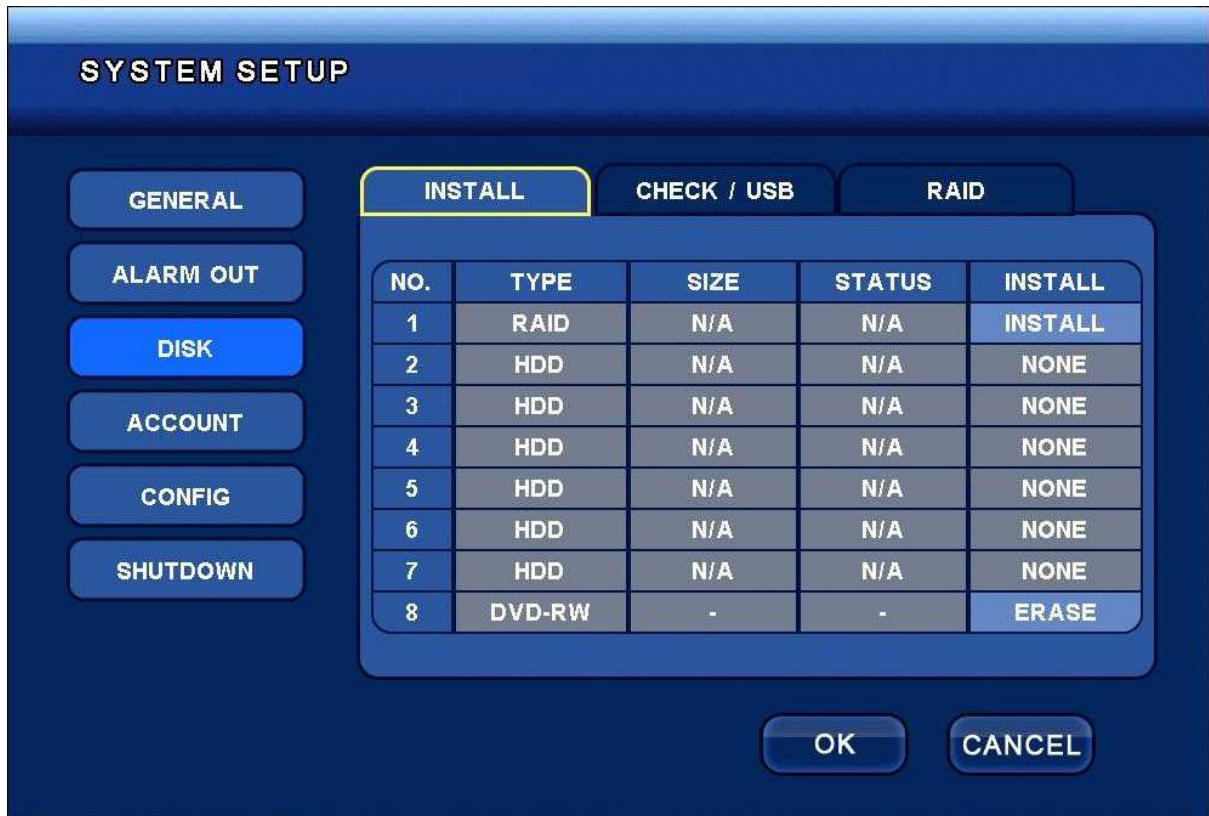 SYSTEM SETUP
GENERAL
ALARM OUT
DISK
ACCOUNT
CONFIG
SHUTDOWN
INSTALL CHECK / USB RAID
NO. TYPE SIZE STATUS INSTALL
1 RAID N/A N/A INSTALL
2 HDD N/A N/A NONE
3 HDD N/A N/A NONE
4 HDD N/A N/A NONE
5 HDD N/A N/A NONE
6 HDD N/A N/A NONE
7 HDD N/A N/A NONE
8 DVD-RW - - ERASE
OK CANCEL